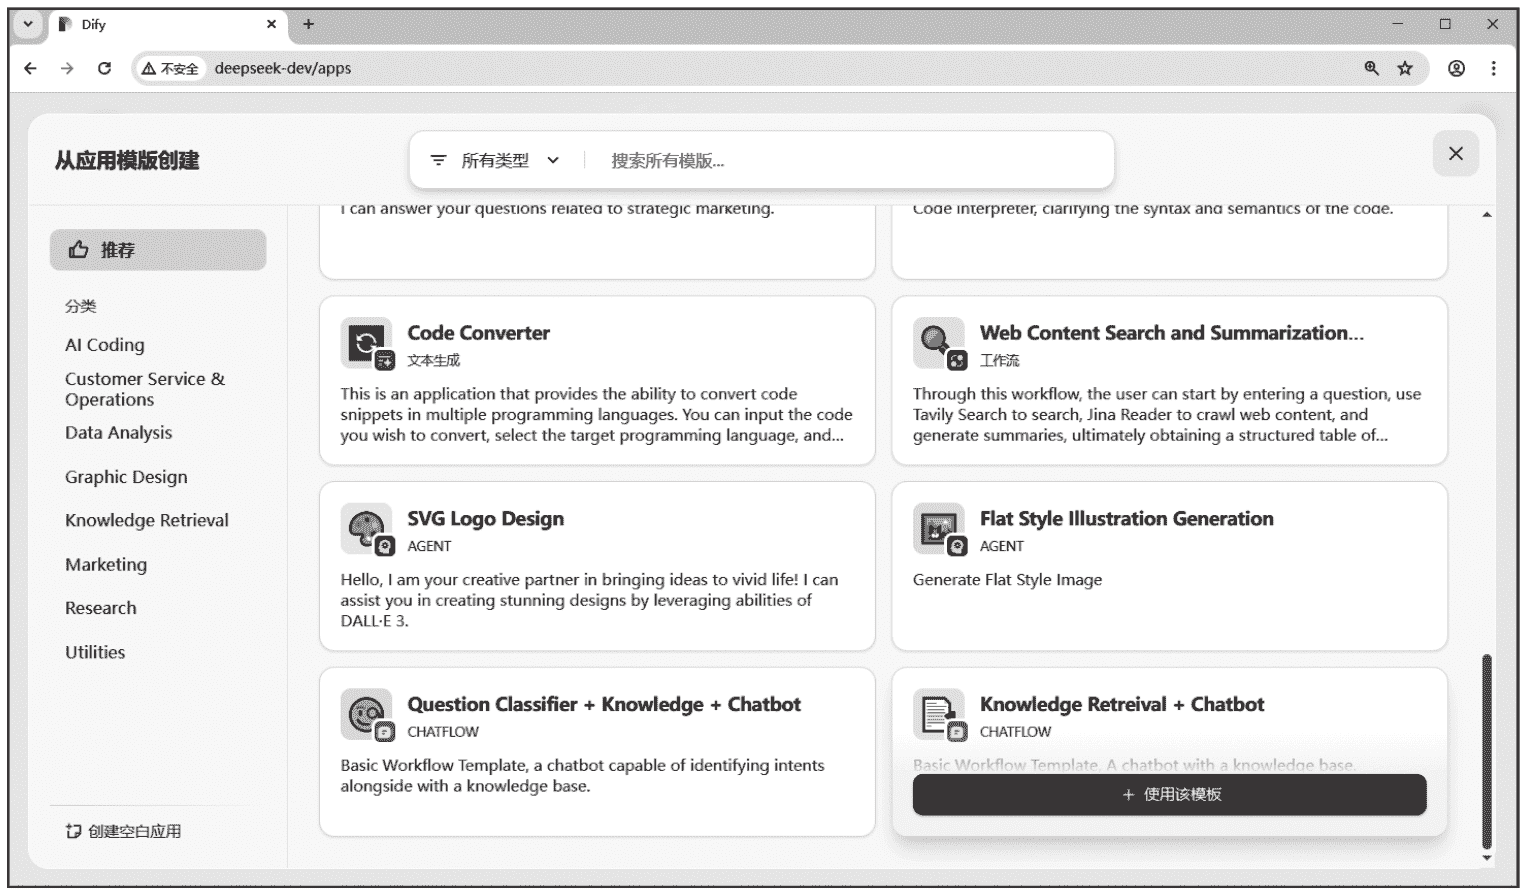 Dify
不安全
deepseek-dev/apps
从应用模版创建
所有类型
搜索所有模版...
推荐
分类
AI Coding
Customer Service &
Operations
Data Analysis
Graphic Design
Knowledge Retrieval
Marketing
Research
Utilities
创建空白应用
I can answer your questions related to strategic marketing.
Code interpreter, clarifying the syntax and semantics of the code.
Code Converter
文本生成
This is an application that provides the ability to convert code
snippets in multiple programming languages. You can input the code
you wish to convert, select the target programming language, and...
Web Content Search and Summarization...
工作流
Through this workflow, the user can start by entering a question, use
Tavily Search to search, Jina Reader to crawl web content, and
generate summaries, ultimately obtaining a structured table of...
SVG Logo Design
AGENT
Hello, I am your creative partner in bringing ideas to vivid life! I can
assist you in creating stunning designs by leveraging abilities of
DALL·E 3.
Flat Style Illustration Generation
AGENT
Generate Flat Style Image
Question Classifier + Knowledge + Chatbot
CHATFLOW
Basic Workflow Template, a chatbot capable of identifying intents
alongside with a knowledge base.
Knowledge Retreival + Chatbot
CHATFLOW
Basic Workflow Template. A chatbot with a knowledge base.
+ 使用该模板